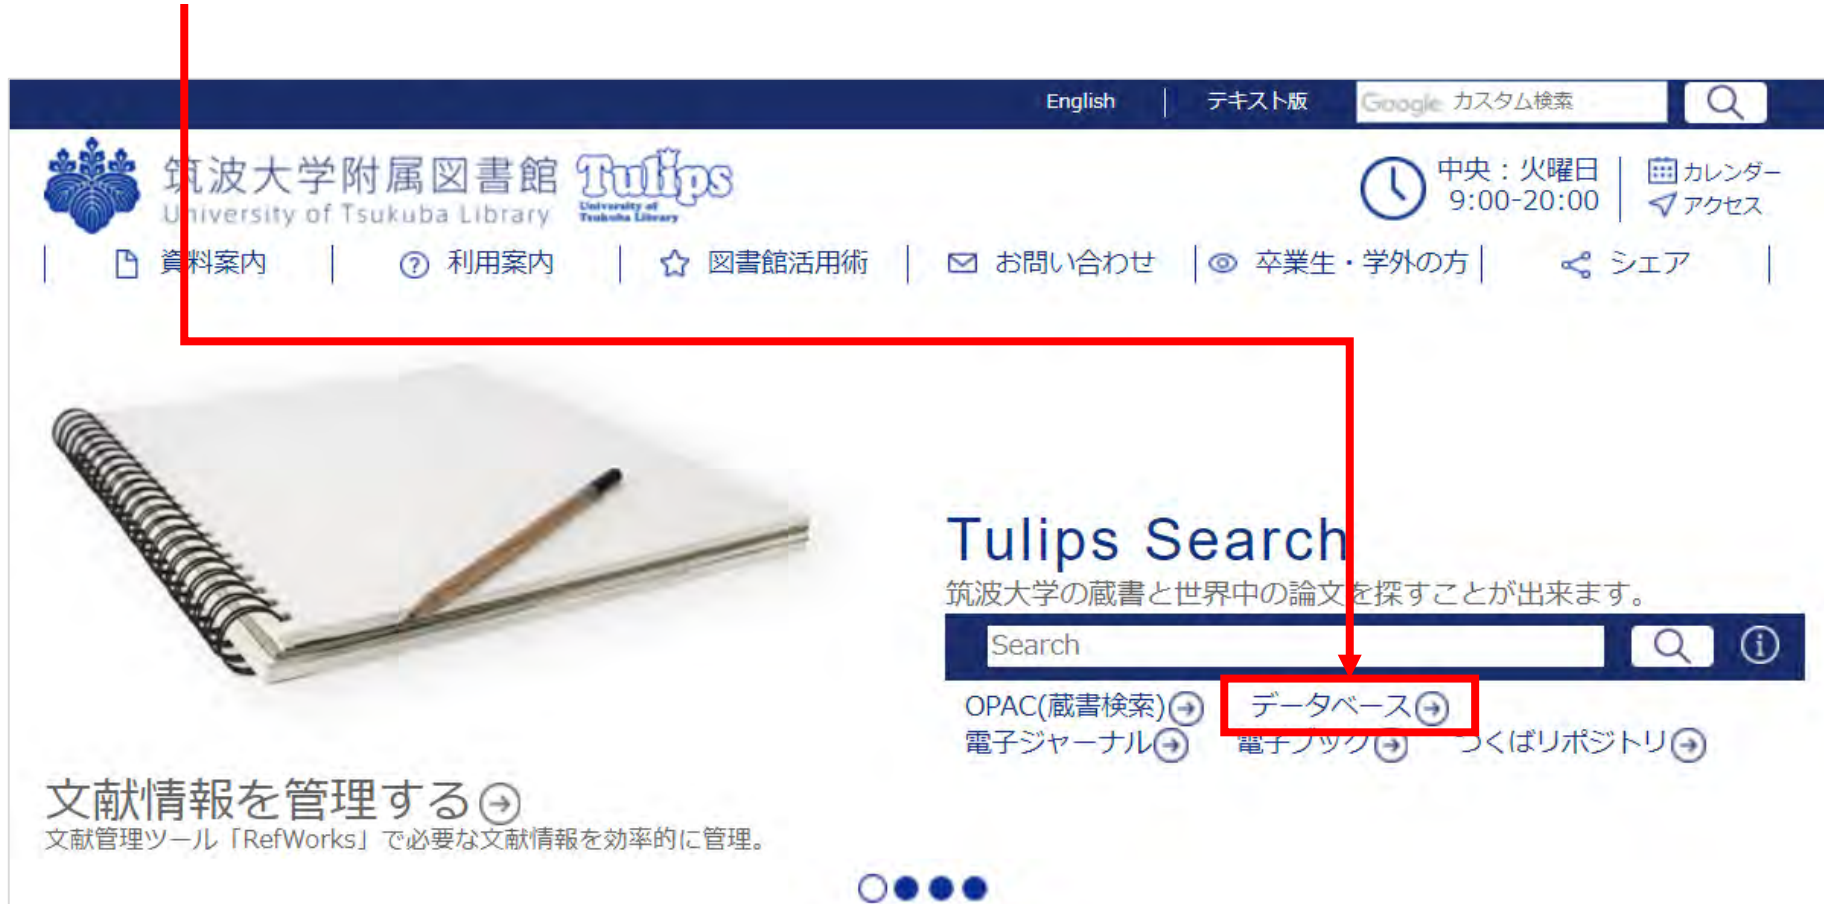 English
テキスト版
Google カスタム検索
筑波大学附属図書館
University of Tsukuba Library
Tulips
University of
Tsukuba Library
中央：火曜日
9:00-20:00
カレンダー
アクセス
資料案内
利用案内
図書館活用術
お問い合わせ
卒業生・学外の方
シェア
Tulips Search
筑波大学の蔵書と世界中の論文を探すことが出来ます。
Search
OPAC(蔵書検索)
データベース
電子ジャーナル
電子ブック
つくばリポジトリ
文献情報を管理する
文献管理ツール「RefWorks」で必要な文献情報を効率的に管理。